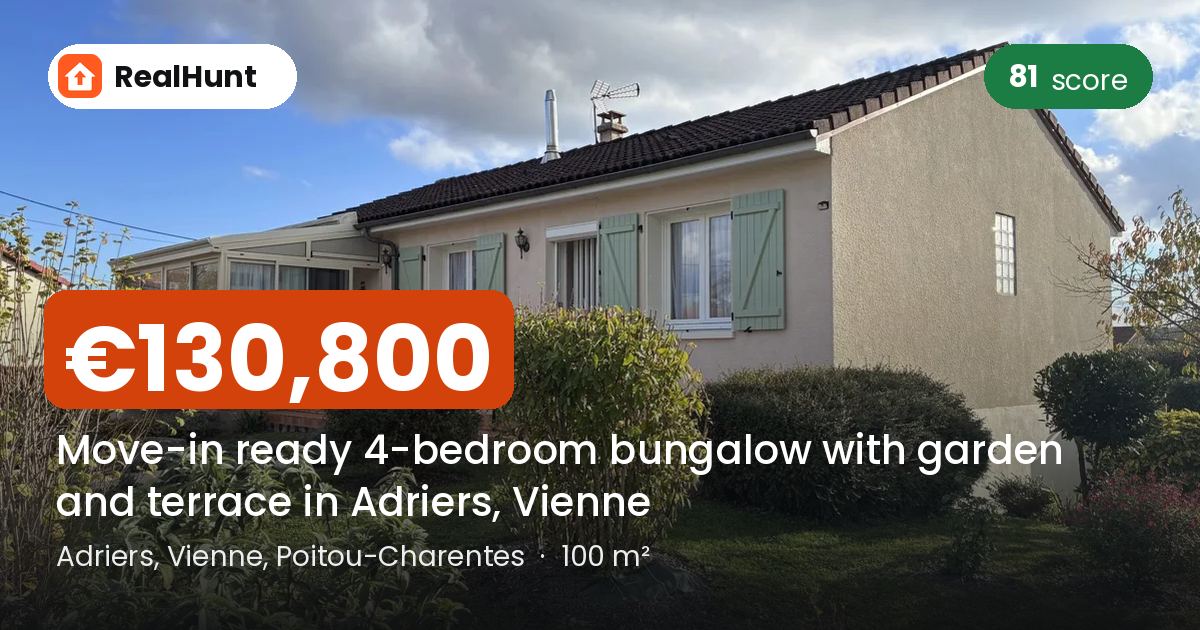 RealHunt
81 score
€130,800
Move-in ready 4-bedroom bungalow with garden
and terrace in Adriers, Vienne
Adriers, Vienne, Poitou-Charentes · 100 m²